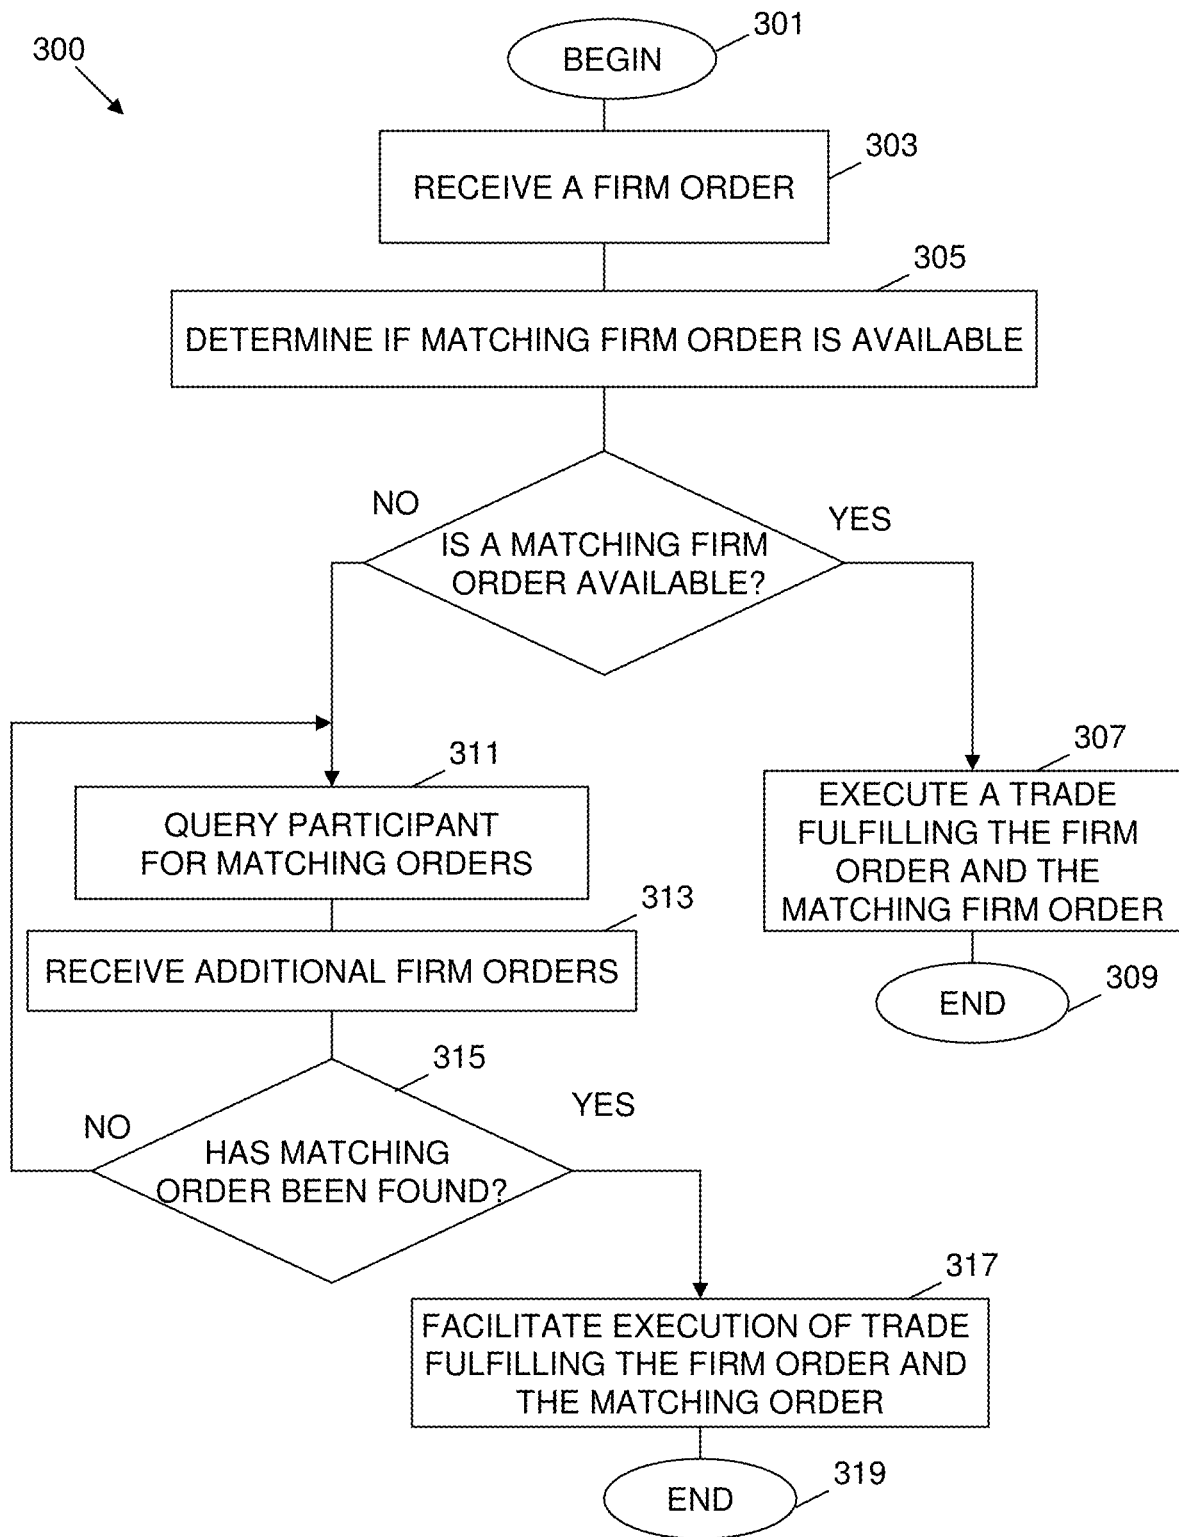 300
301
BEGIN
303
RECEIVE A FIRM ORDER
305
DETERMINE IF MATCHING FIRM ORDER IS AVAILABLE
NO
YES
IS A MATCHING FIRM
ORDER AVAILABLE?
311
QUERY PARTICIPANT
FOR MATCHING ORDERS
307
EXECUTE A TRADE
FULFILLING THE FIRM
ORDER AND THE
MATCHING FIRM ORDER
313
RECEIVE ADDITIONAL FIRM ORDERS
309
END
315
NO
YES
HAS MATCHING
ORDER BEEN FOUND?
317
FACILITATE EXECUTION OF TRADE
FULFILLING THE FIRM ORDER AND
THE MATCHING ORDER
319
END